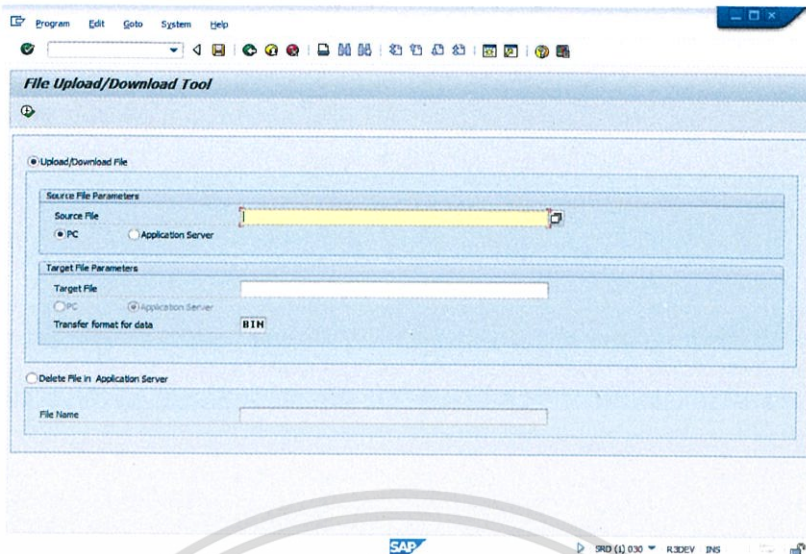 Program Edit Goto System Help
File Upload/Download Tool
Upload/Download File
Source File Parameters
Source File
PC Application Server
Target File Parameters
Target File
PC Application Server
Transfer format for data BIN
Delete File in Application Server
File Name
SAP SRD (1) 030 R3DEV INS